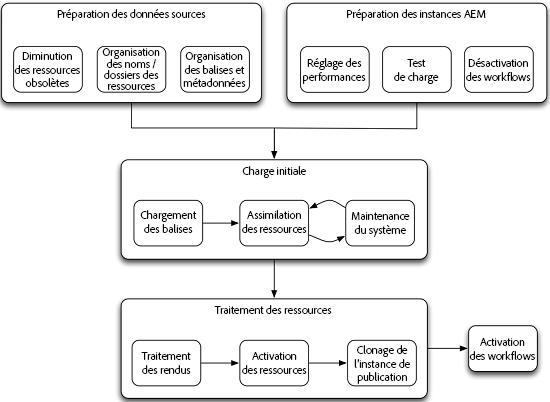 Préparation des données sources
Diminution
des ressources
obsolètes
Organisation
des noms /
dossiers des
ressources
Organisation
des balises et
métadonnées
Préparation des instances AEM
Réglage des
performances
Test
de charge
Désactivation
des workflows
Charge initiale
Chargement
des balises
Assimilation
des ressources
Maintenance
du système
Traitement des ressources
Traitement
des rendus
Activation
des ressources
Clonage de
l'instance de
publication
Activation
des workflows